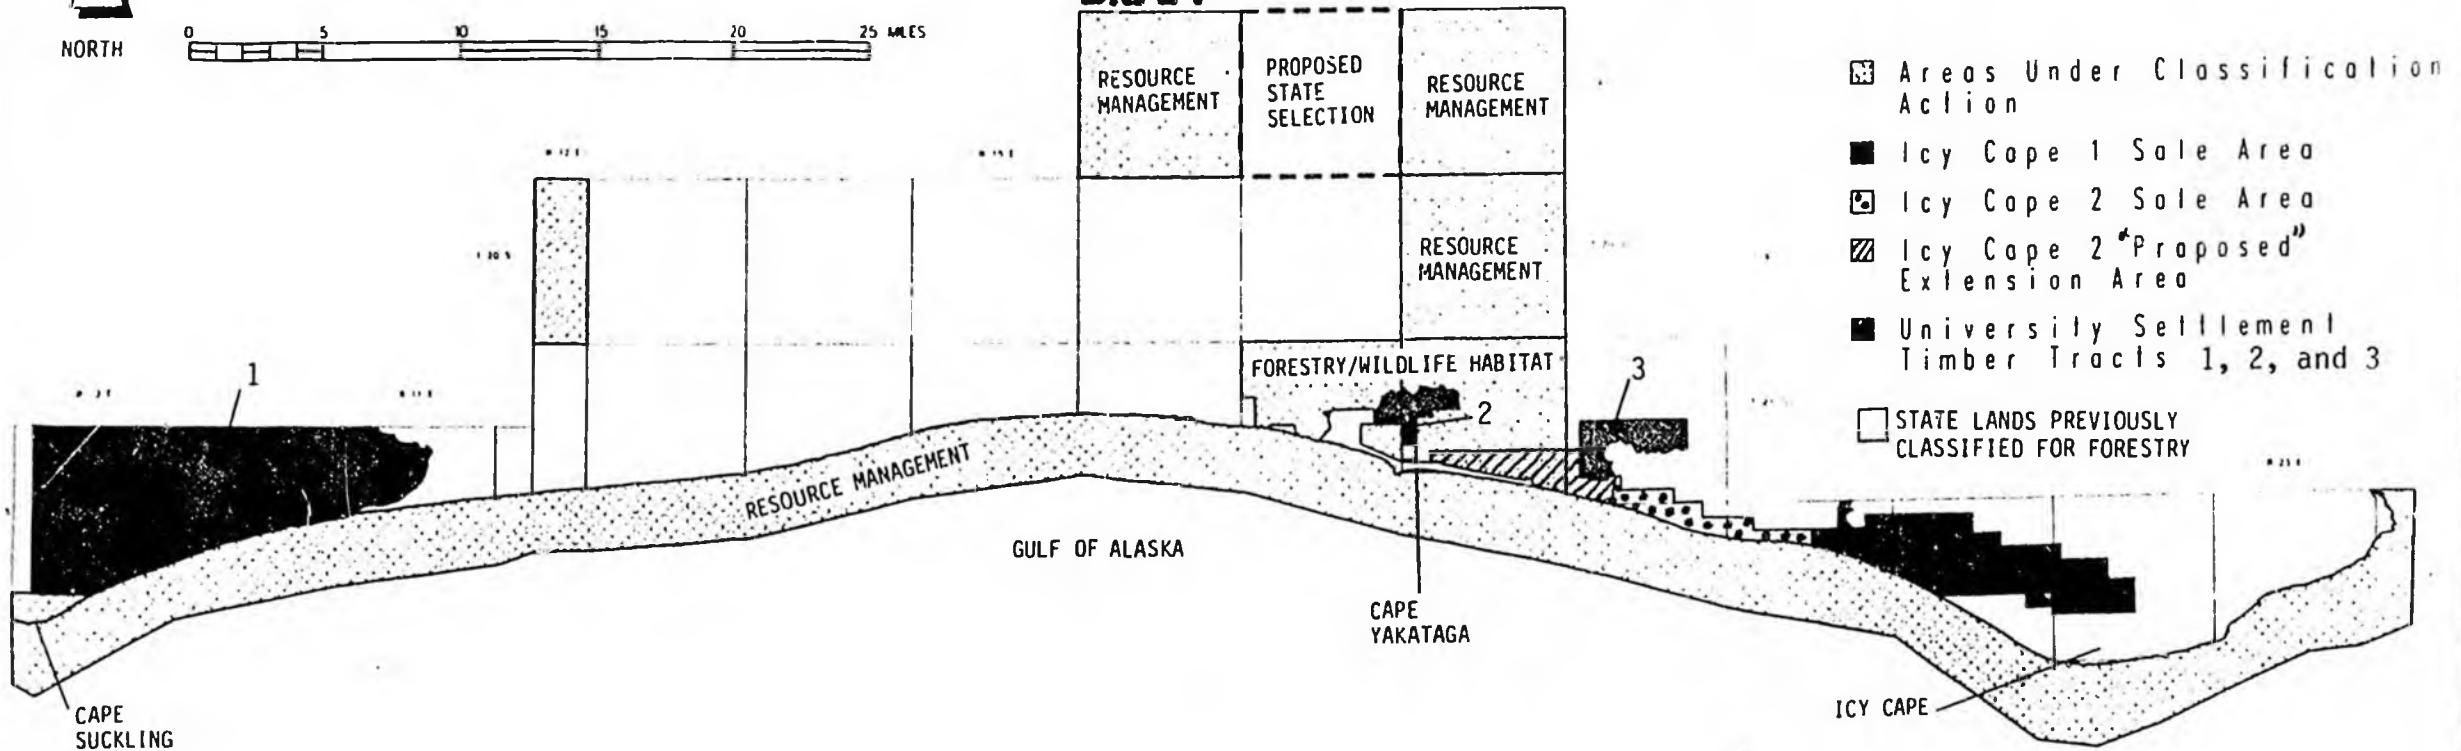 NORTH
0 5 10 15 20 25 MILES
RESOURCE
MANAGEMENT
PROPOSED
STATE
SELECTION
RESOURCE
MANAGEMENT
RESOURCE
MANAGEMENT
FORESTRY/WILDLIFE HABITAT
1
2
3
RESOURCE MANAGEMENT
GULF OF ALASKA
CAPE
YAKATAGA
CAPE
SUCKLING
ICY CAPE
Areas Under Classification
Action
Icy Cape 1 Sale Area
Icy Cape 2 Sale Area
Icy Cape 2 "Proposed"
Extension Area
University Settlement
Timber Tracts 1, 2, and 3
STATE LANDS PREVIOUSLY
CLASSIFIED FOR FORESTRY